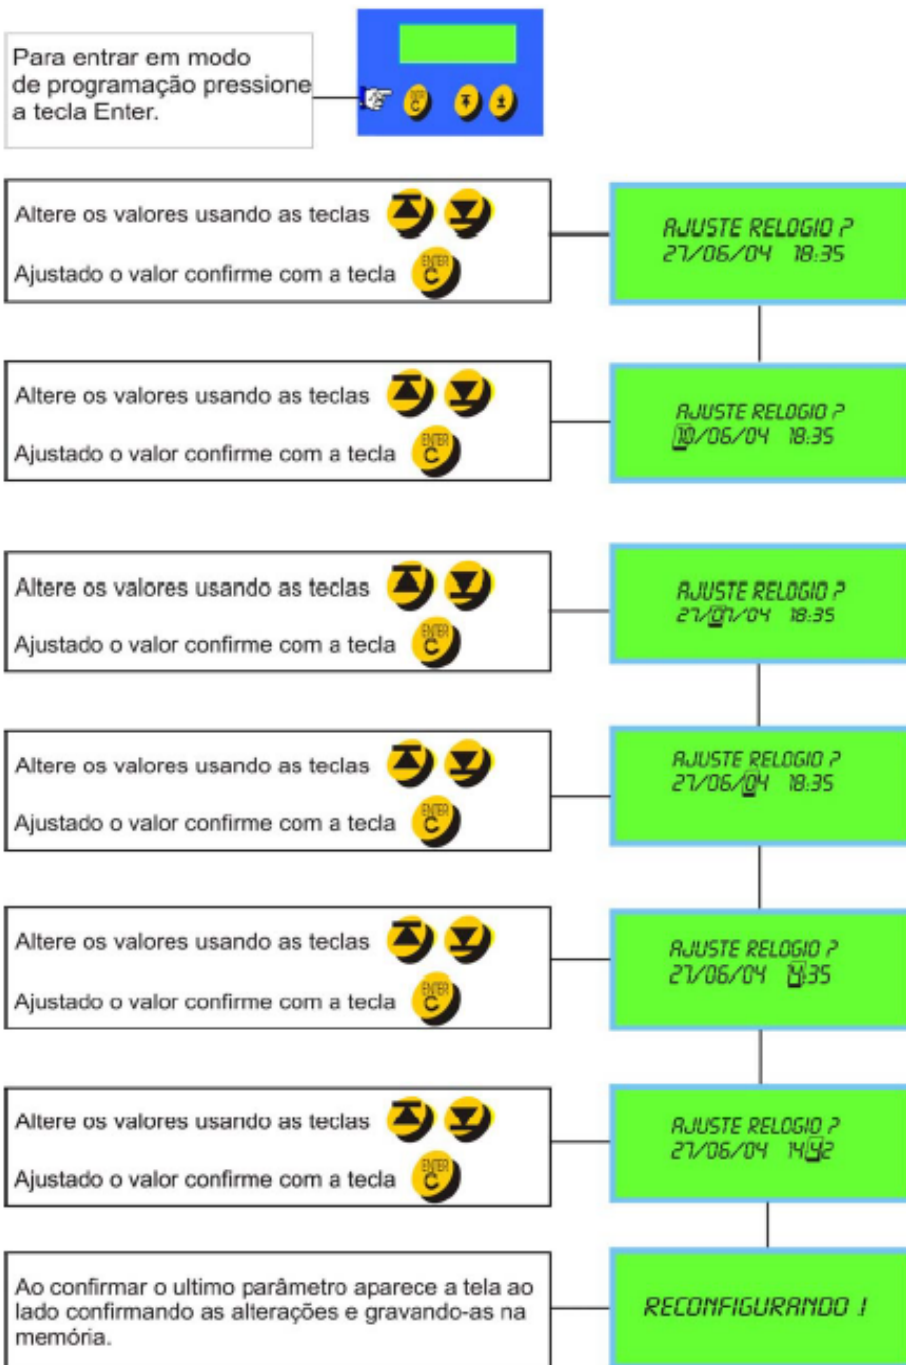 Para entrar em modo
de programação pressione
a tecla Enter.
ENTER
C
Altere os valores usando as teclas
Ajustado o valor confirme com a tecla
ENTER
C
AJUSTE RELOGIO ?
27/06/04 18:35
Altere os valores usando as teclas
Ajustado o valor confirme com a tecla
ENTER
C
AJUSTE RELOGIO ?
10/06/04 18:35
Altere os valores usando as teclas
Ajustado o valor confirme com a tecla
ENTER
C
AJUSTE RELOGIO ?
27/07/04 18:35
Altere os valores usando as teclas
Ajustado o valor confirme com a tecla
ENTER
C
AJUSTE RELOGIO ?
27/06/04 18:35
Altere os valores usando as teclas
Ajustado o valor confirme com a tecla
ENTER
C
AJUSTE RELOGIO ?
27/06/04 14:35
Altere os valores usando as teclas
Ajustado o valor confirme com a tecla
ENTER
C
AJUSTE RELOGIO ?
27/06/04 14:42
Ao confirmar o ultimo parâmetro aparece a tela ao
lado confirmando as alterações e gravando-as na
memória.
RECONFIGURANDO !